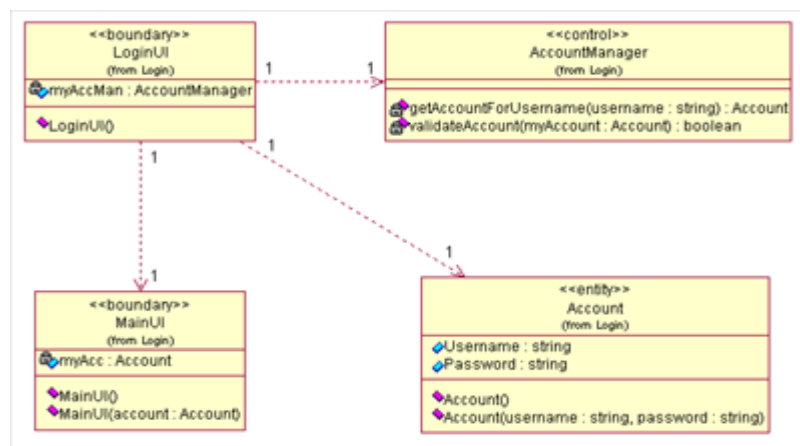 <<boundary>>
LoginUI
(from Login)
myAccMan : AccountManager
LoginUI()
1
1
<<control>>
AccountManager
(from Login)
getAccountForUsername(username : string) : Account
validateAccount(myAccount : Account) : boolean
1
1
1
1
<<boundary>>
MainUI
(from Login)
myAcc : Account
MainUI()
MainUI(account : Account)
<<entity>>
Account
(from Login)
Username : string
Password : string
Account()
Account(username : string, password : string)